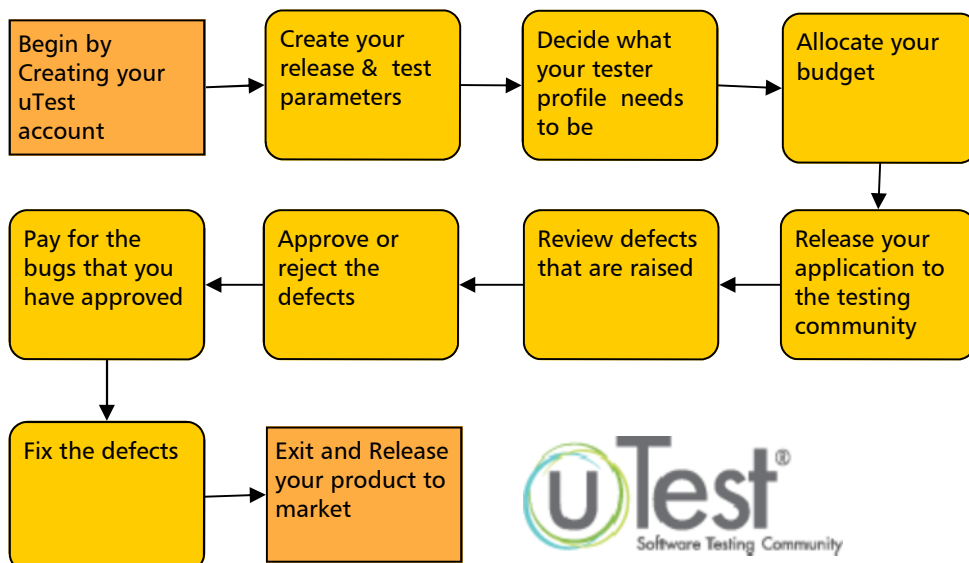 Begin by
Creating your
uTest
account
Create your
release & test
parameters
Decide what
your tester
profile needs
to be
Allocate your
budget
Release your
application to
the testing
community
Review defects
that are raised
Approve or
reject the
defects
Pay for the
bugs that you
have approved
Fix the defects
Exit and Release
your product to
market
uTest®
Software Testing Community